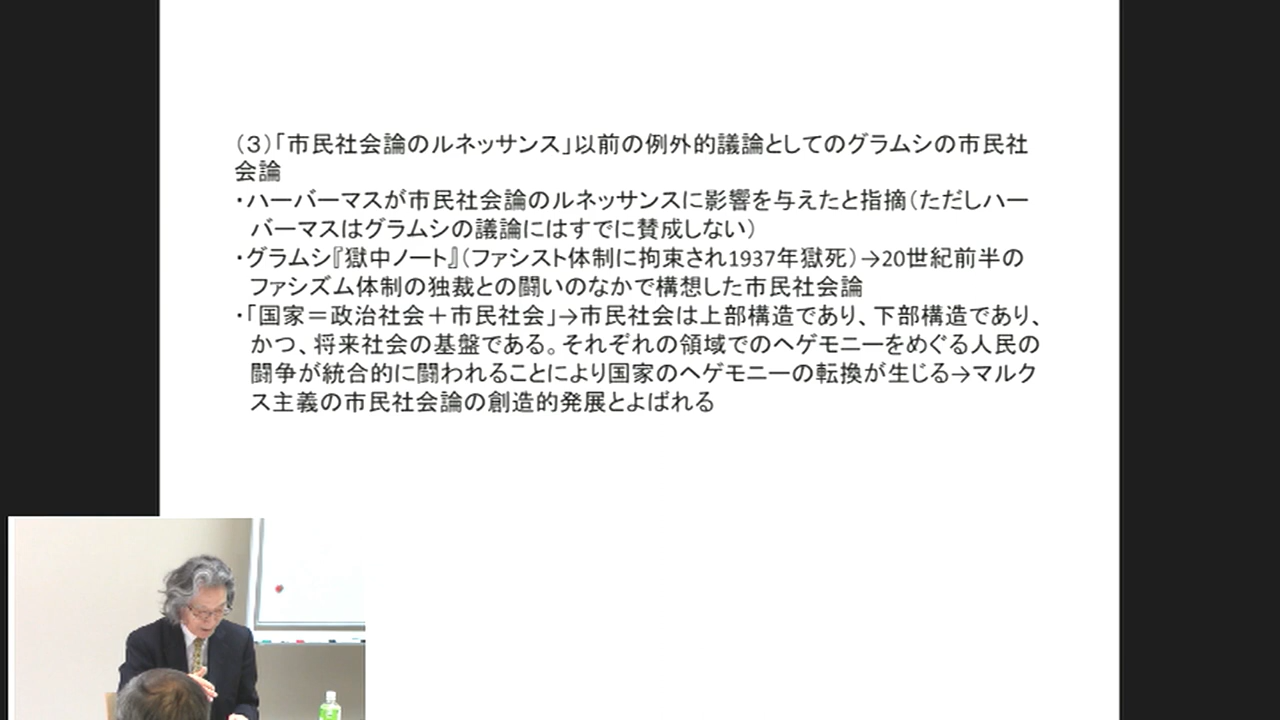 （３）「市民社会論のルネッサンス」以前の例外的議論としてのグラムシの市民社
会論
・ハーバーマスが市民社会論のルネッサンスに影響を与えたと指摘（ただしハー
バーマスはグラムシの議論にはすでに賛成しない）
・グラムシ『獄中ノート』（ファシスト体制に拘束され1937年獄死）→20世紀前半の
ファシズム体制の独裁との闘いのなかで構想した市民社会論
・「国家＝政治社会＋市民社会」→市民社会は上部構造であり、下部構造であり、
かつ、将来社会の基盤である。それぞれの領域でのヘゲモニーをめぐる人民の
闘争が統合的に闘われることにより国家のヘゲモニーの転換が生じる→マルク
ス主義の市民社会論の創造的発展とよばれる